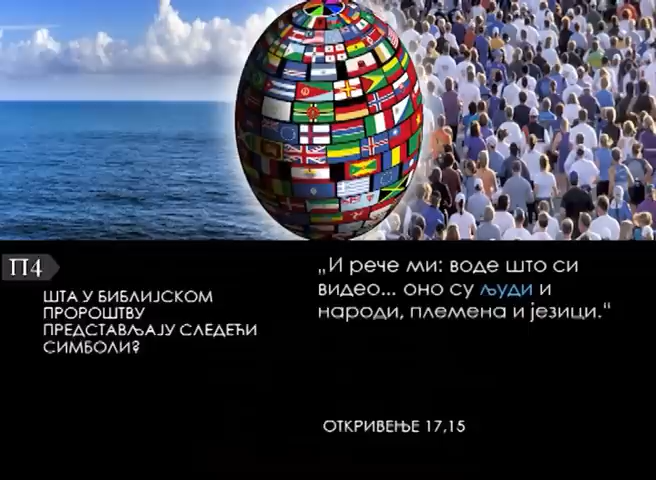 П4
ШТА У БИБЛИЈСКОМ
ПРОРОШТВУ
ПРЕДСТАВЉАЈУ СЛЕДЕЋИ
СИМБОЛИ?
„И рече ми: воде што си
видео... оно су људи и
народи, племена и језици.“
ОТКРИВЕЊЕ 17,15